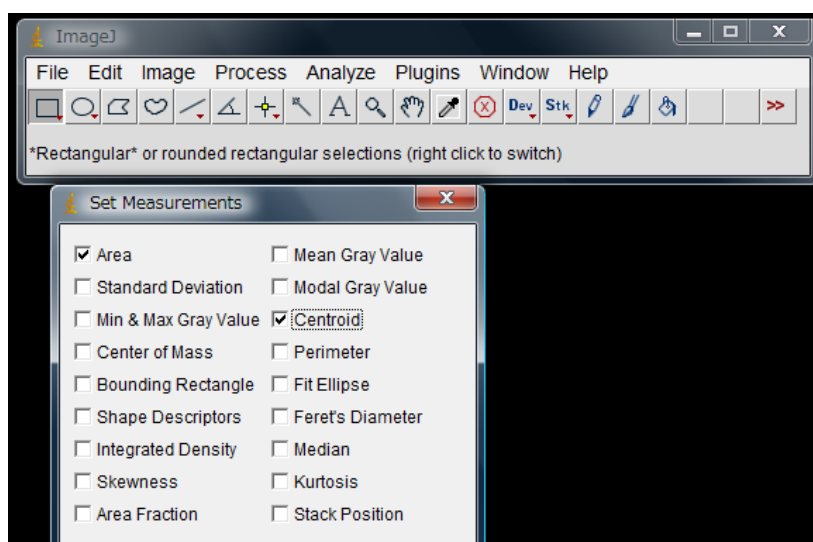 ImageJ
File Edit Image Process Analyze Plugins Window Help
A Dev Stk >>
*Rectangular* or rounded rectangular selections (right click to switch)
Set Measurements
Area Mean Gray Value
Standard Deviation Modal Gray Value
Min & Max Gray Value Centroid
Center of Mass Perimeter
Bounding Rectangle Fit Ellipse
Shape Descriptors Feret's Diameter
Integrated Density Median
Skewness Kurtosis
Area Fraction Stack Position